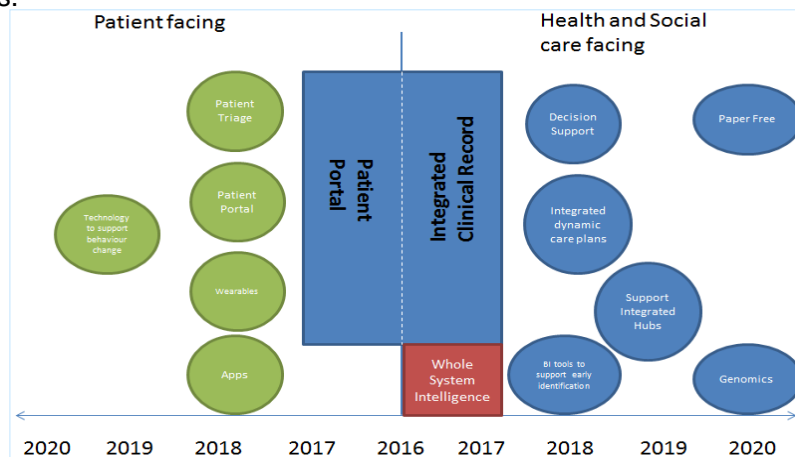 s.
Patient facing
Health and Social
care facing
Patient
Triage
Patient
Portal
Technology
to support
behaviour
change
Wearables
Apps
Patient
Portal
Integrated
Clinical Record
Whole
System
Intelligence
Decision
Support
Integrated
dynamic
care plans
Support
Integrated
Hubs
BI tools to
support early
identification
Paper Free
Genomics
2020 2019 2018 2017 2016 2017 2018 2019 2020